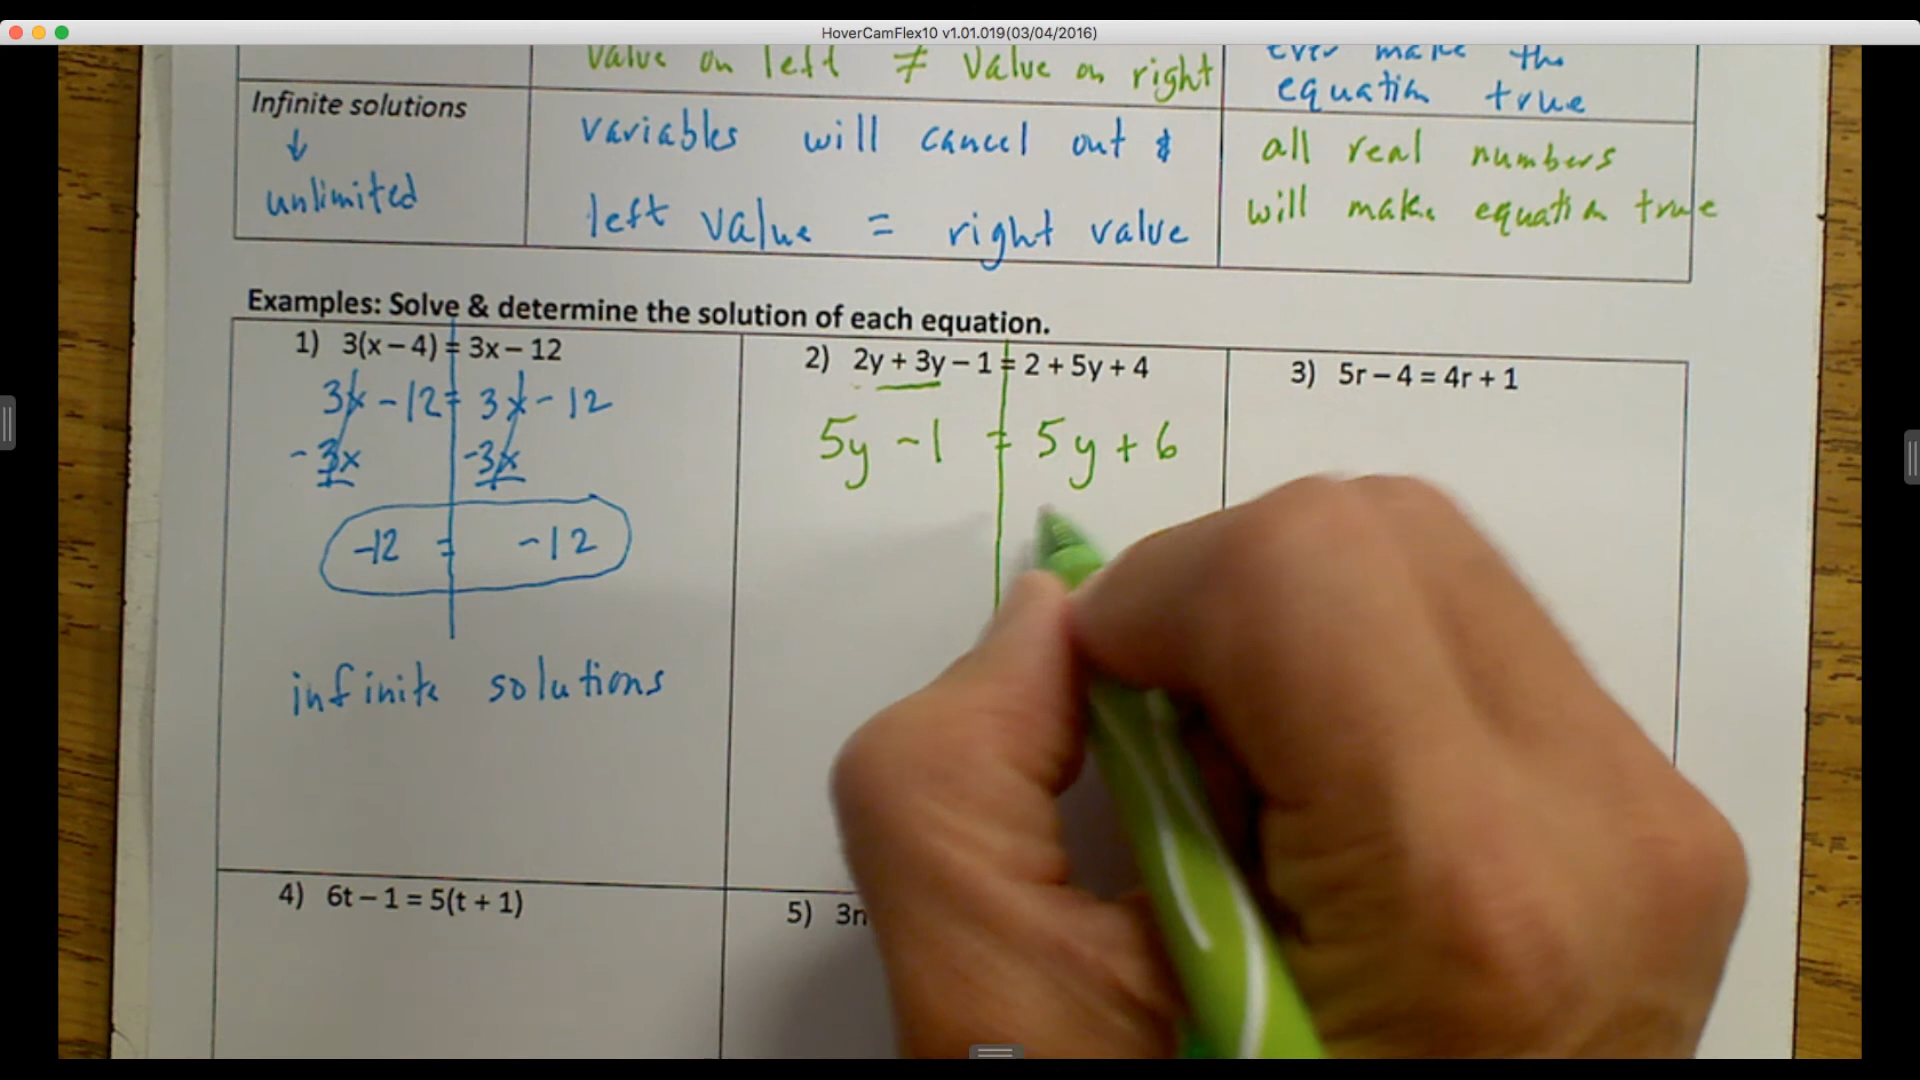 HoverCamFlex10 v1.01.019(03/04/2016)
value on left ≠ value on right
ever make the
equation true
Infinite solutions
↓
unlimited
variables will cancel out &
left value = right value
all real numbers
will make equation true
Examples: Solve & determine the solution of each equation.
1) 3(x – 4) = 3x – 12
3x - 12 = 3x - 12
-3x -3x
-12 = -12
infinite solutions
2) 2y + 3y – 1 = 2 + 5y + 4
5y - 1 = 5y + 6
3) 5r – 4 = 4r + 1
4) 6t – 1 = 5(t + 1)
5) 3n